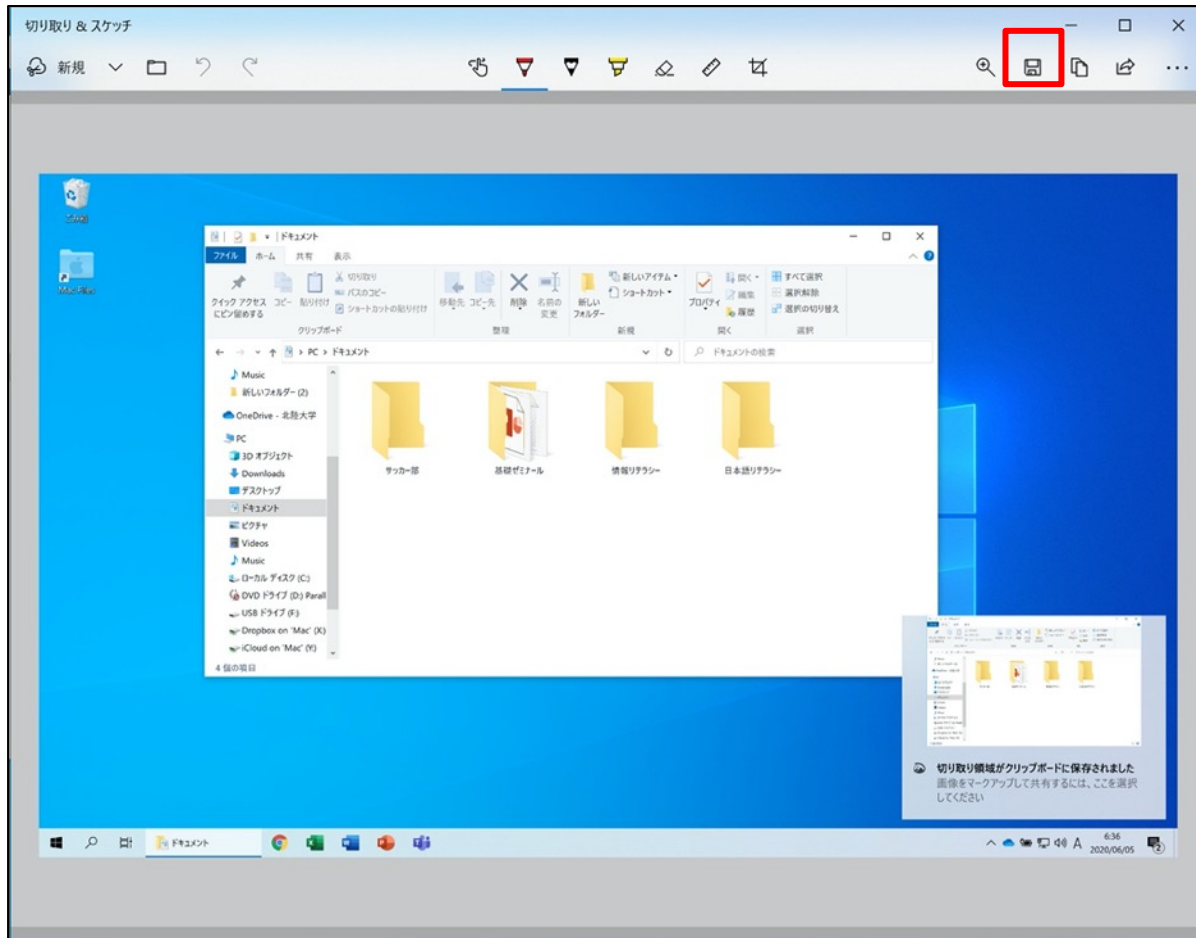 切り取り & スケッチ
新規
ごみ箱
Mac Files
ドキュメント
ファイル ホーム 共有 表示
クイック アクセス
にピン留めする
コピー 貼り付け
切り取り
パスのコピー
ショートカットの貼り付け
クリップボード
移動先 コピー先 削除 名前の
変更
整理
新しい
フォルダー
新しいアイテム
ショートカット
新規
プロパティ
開く
編集
履歴
開く
すべて選択
選択解除
選択の切り替え
選択
PC > ドキュメント
ドキュメントの検索
Music
新しいフォルダー (2)
OneDrive - 北陸大学
PC
3D オブジェクト
Downloads
デスクトップ
ドキュメント
ピクチャ
Videos
Music
ローカル ディスク (C:)
DVD ドライブ (D:) Parall
USB ドライブ (F:)
Dropbox on 'Mac' (X)
iCloud on 'Mac' (Y:)
サッカー部
基礎ゼミナール
情報リテラシー
日本語リテラシー
4 個の項目
切り取り領域がクリップボードに保存されました
画像をマークアップして共有するには、ここを選択
してください
ドキュメント
A
6:36
2020/06/05
2